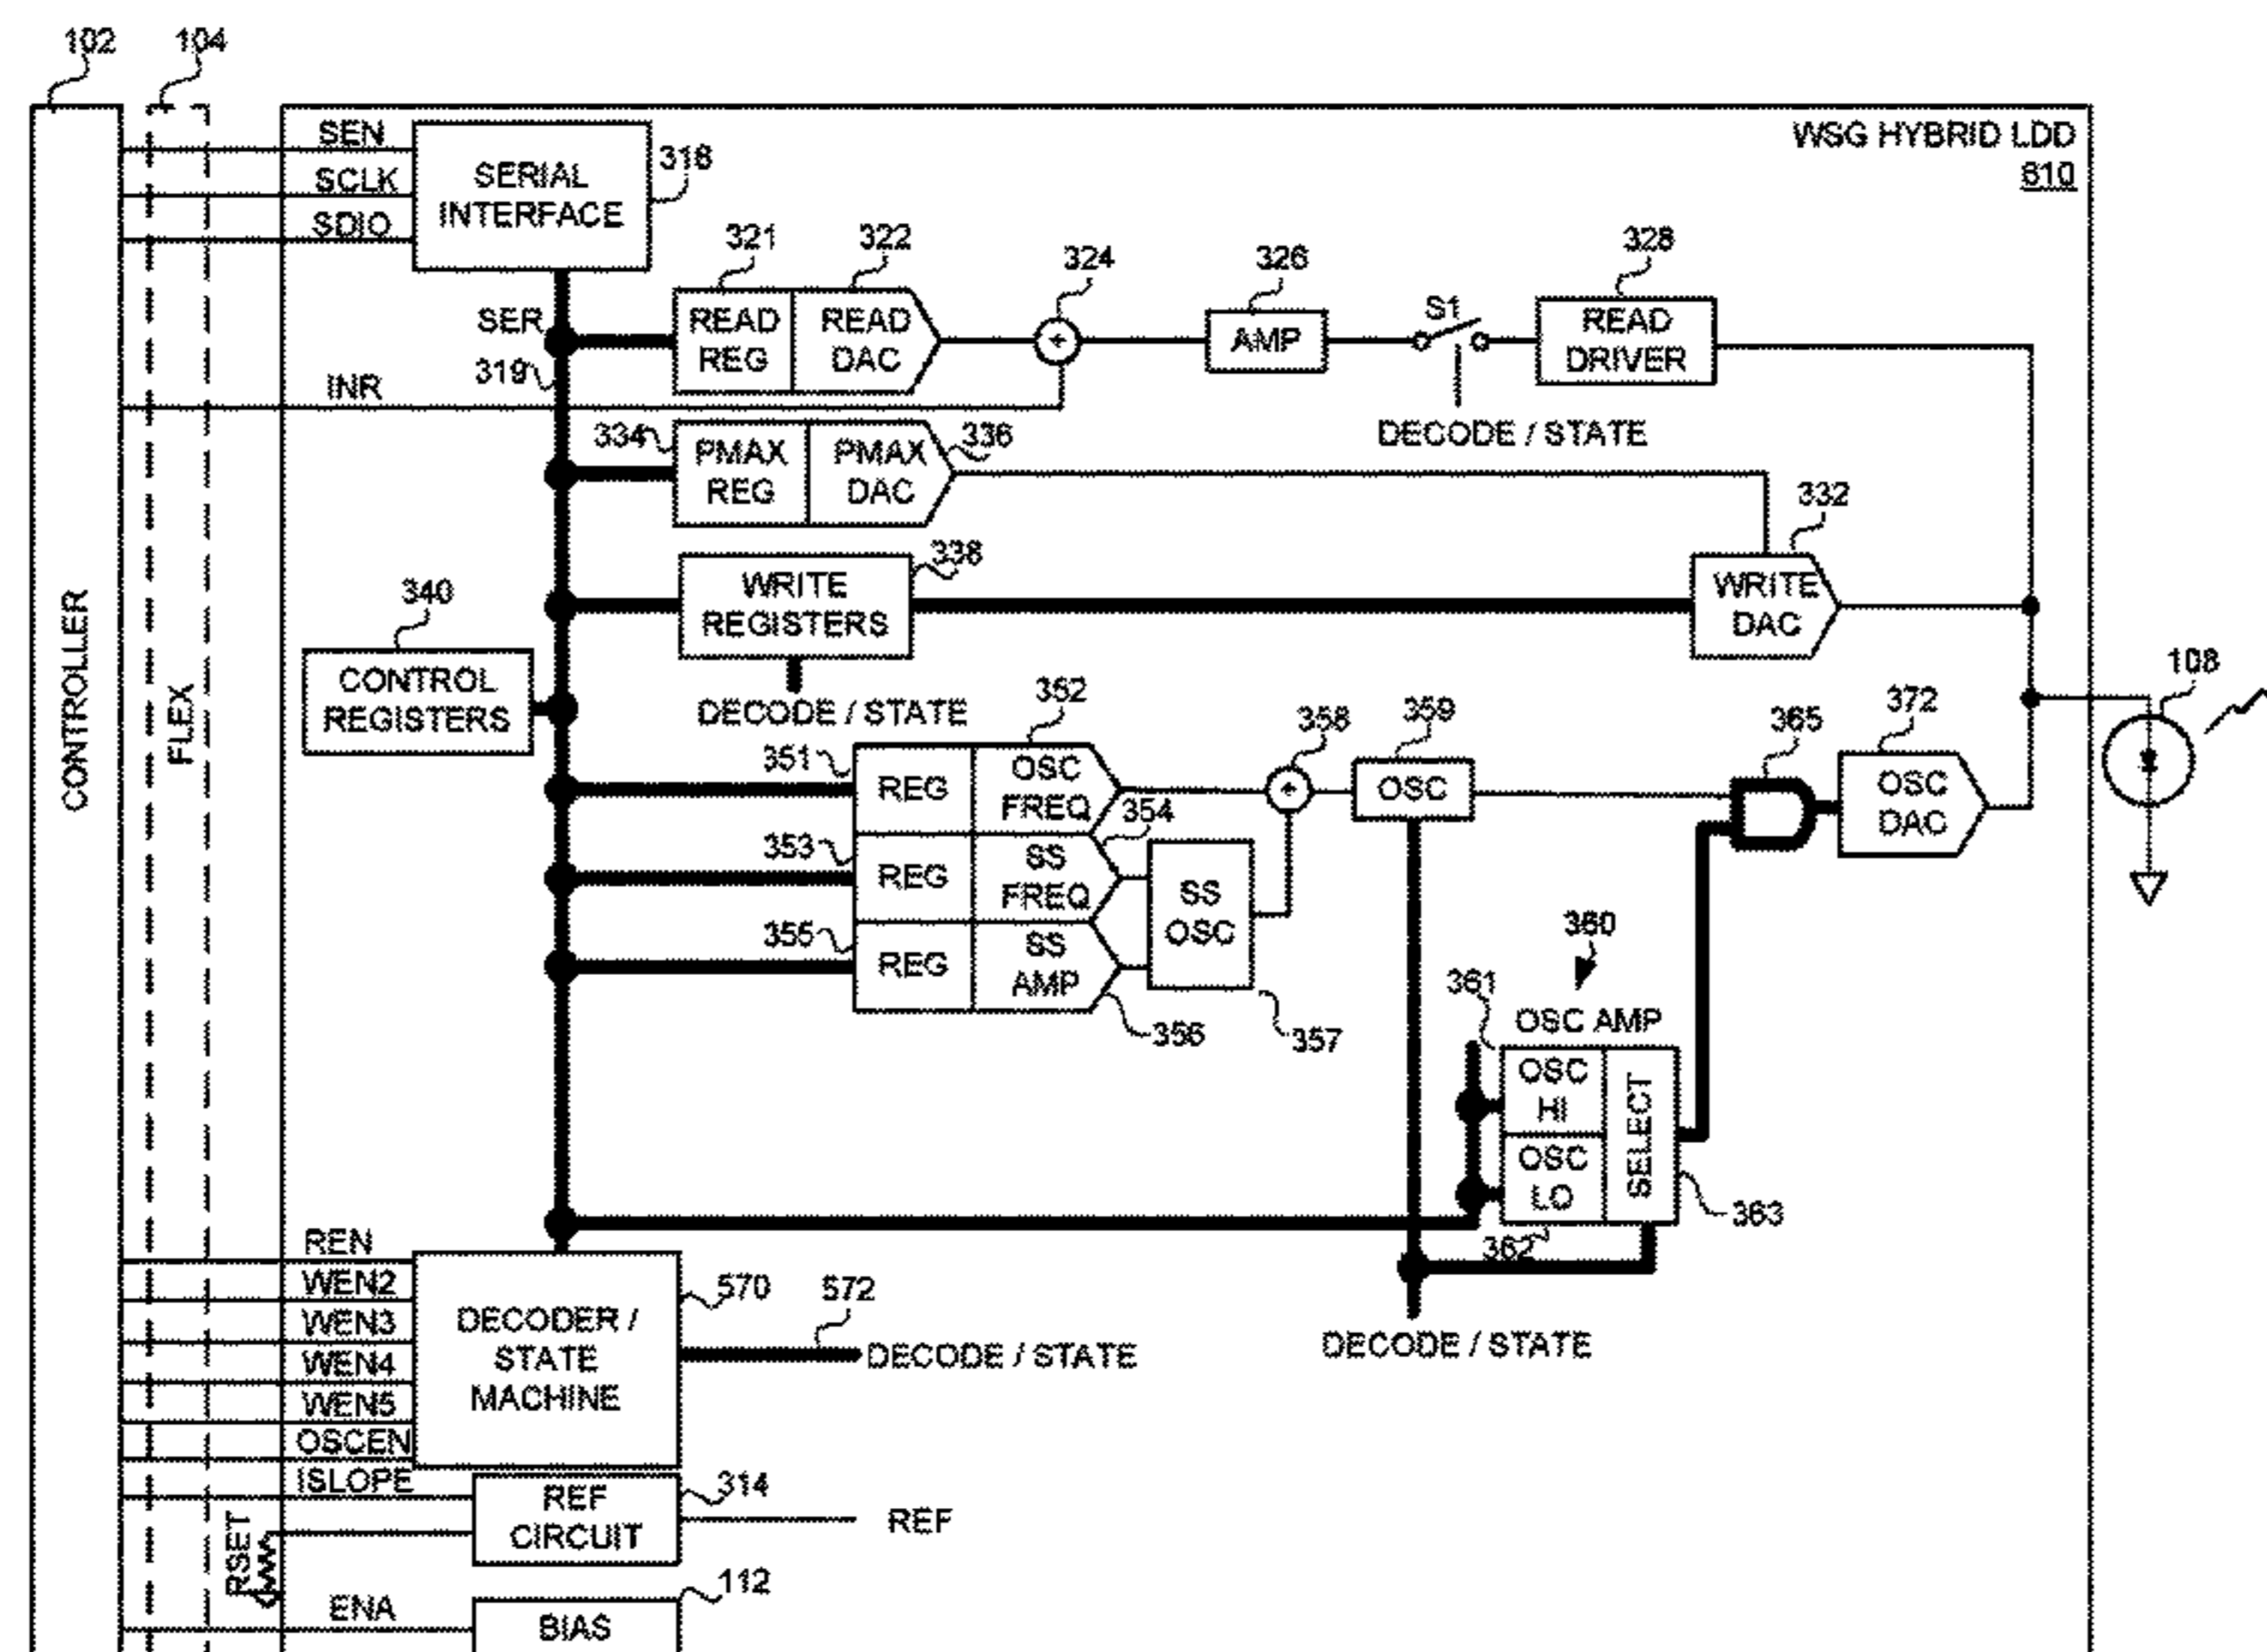 102
104
WSG HYBRID LDD
610
SEN
SCLK
SDIO
SERIAL
INTERFACE
316
321
322
324
326
328
SER
READ
REG
READ
DAC
+
AMP
S1
READ
DRIVER
319
INR
DECODE / STATE
334
PMAX
REG
PMAX
DAC
336
332
338
WRITE
REGISTERS
WRITE
DAC
340
CONTROL
REGISTERS
DECODE / STATE
CONTROLLER
FLEX
108
352
358
359
365
372
351
REG
OSC
FREQ
+
OSC
OSC
DAC
354
353
REG
SS
FREQ
SS
OSC
355
REG
SS
AMP
356
357
360
361
OSC AMP
OSC
HI
OSC
LO
SELECT
362
363
REN
WEN2
WEN3
WEN4
WEN5
OSCEN
DECODER /
STATE
MACHINE
570
572
DECODE / STATE
DECODE / STATE
ISLOPE
REF
CIRCUIT
314
REF
RSET
112
ENA
BIAS